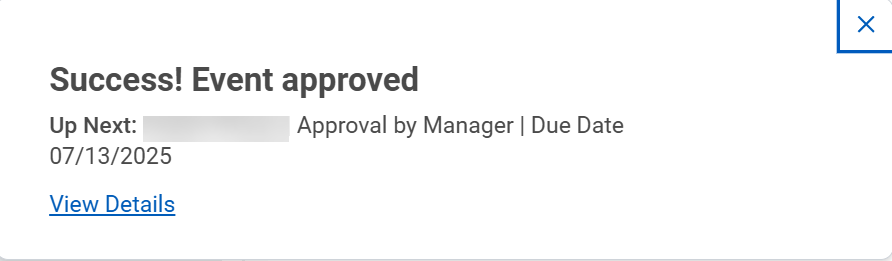 Success! Event approved
Up Next: Approval by Manager | Due Date
07/13/2025
View Details